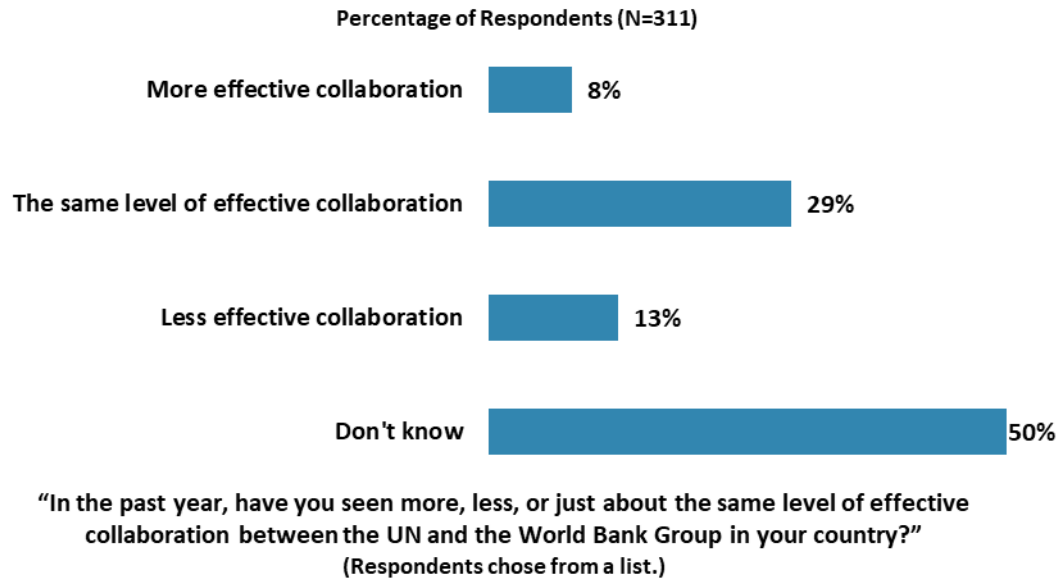 Percentage of Respondents (N=311)
More effective collaboration 8%
The same level of effective collaboration 29%
Less effective collaboration 13%
Don't know 50%
“In the past year, have you seen more, less, or just about the same level of effective
collaboration between the UN and the World Bank Group in your country?”
(Respondents chose from a list.)